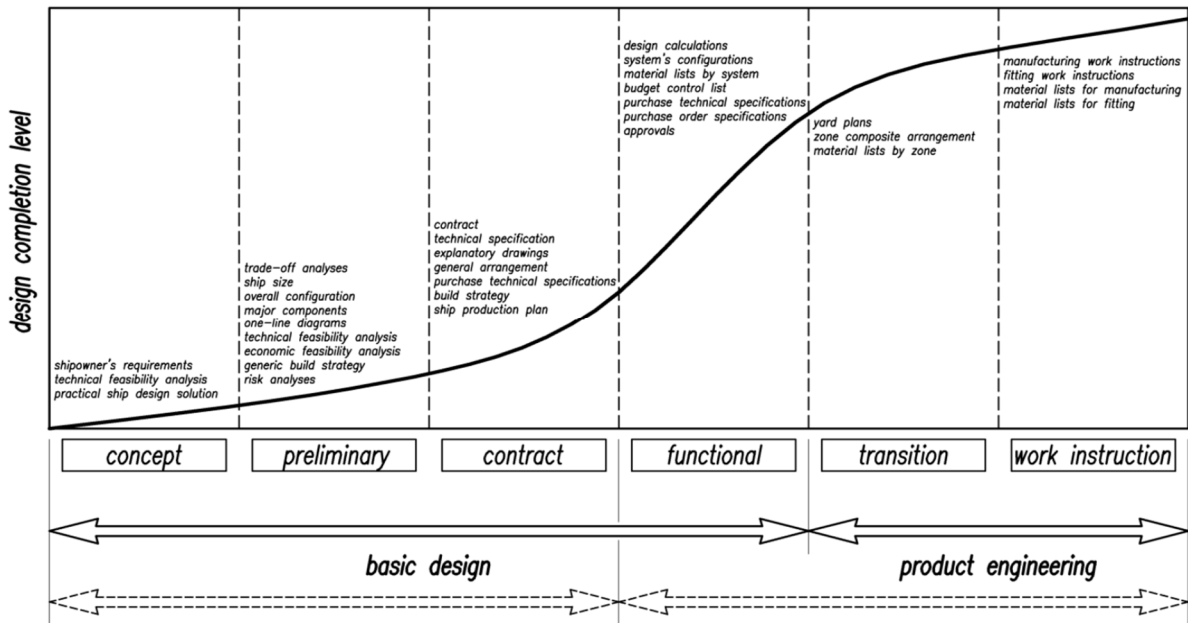 design completion level
shipowner's requirements
technical feasibility analysis
practical ship design solution
trade-off analyses
ship size
overall configuration
major components
one-line diagrams
technical feasibility analysis
economic feasibility analysis
generic build strategy
risk analyses
contract
technical specification
explanatory drawings
general arrangement
purchase technical specifications
build strategy
ship production plan
design calculations
system's configurations
material lists by system
budget control list
purchase technical specifications
purchase order specifications
approvals
yard plans
zone composite arrangement
material lists by zone
manufacturing work instructions
fitting work instructions
material lists for manufacturing
material lists for fitting
concept
preliminary
contract
functional
transition
work instruction
basic design
product engineering